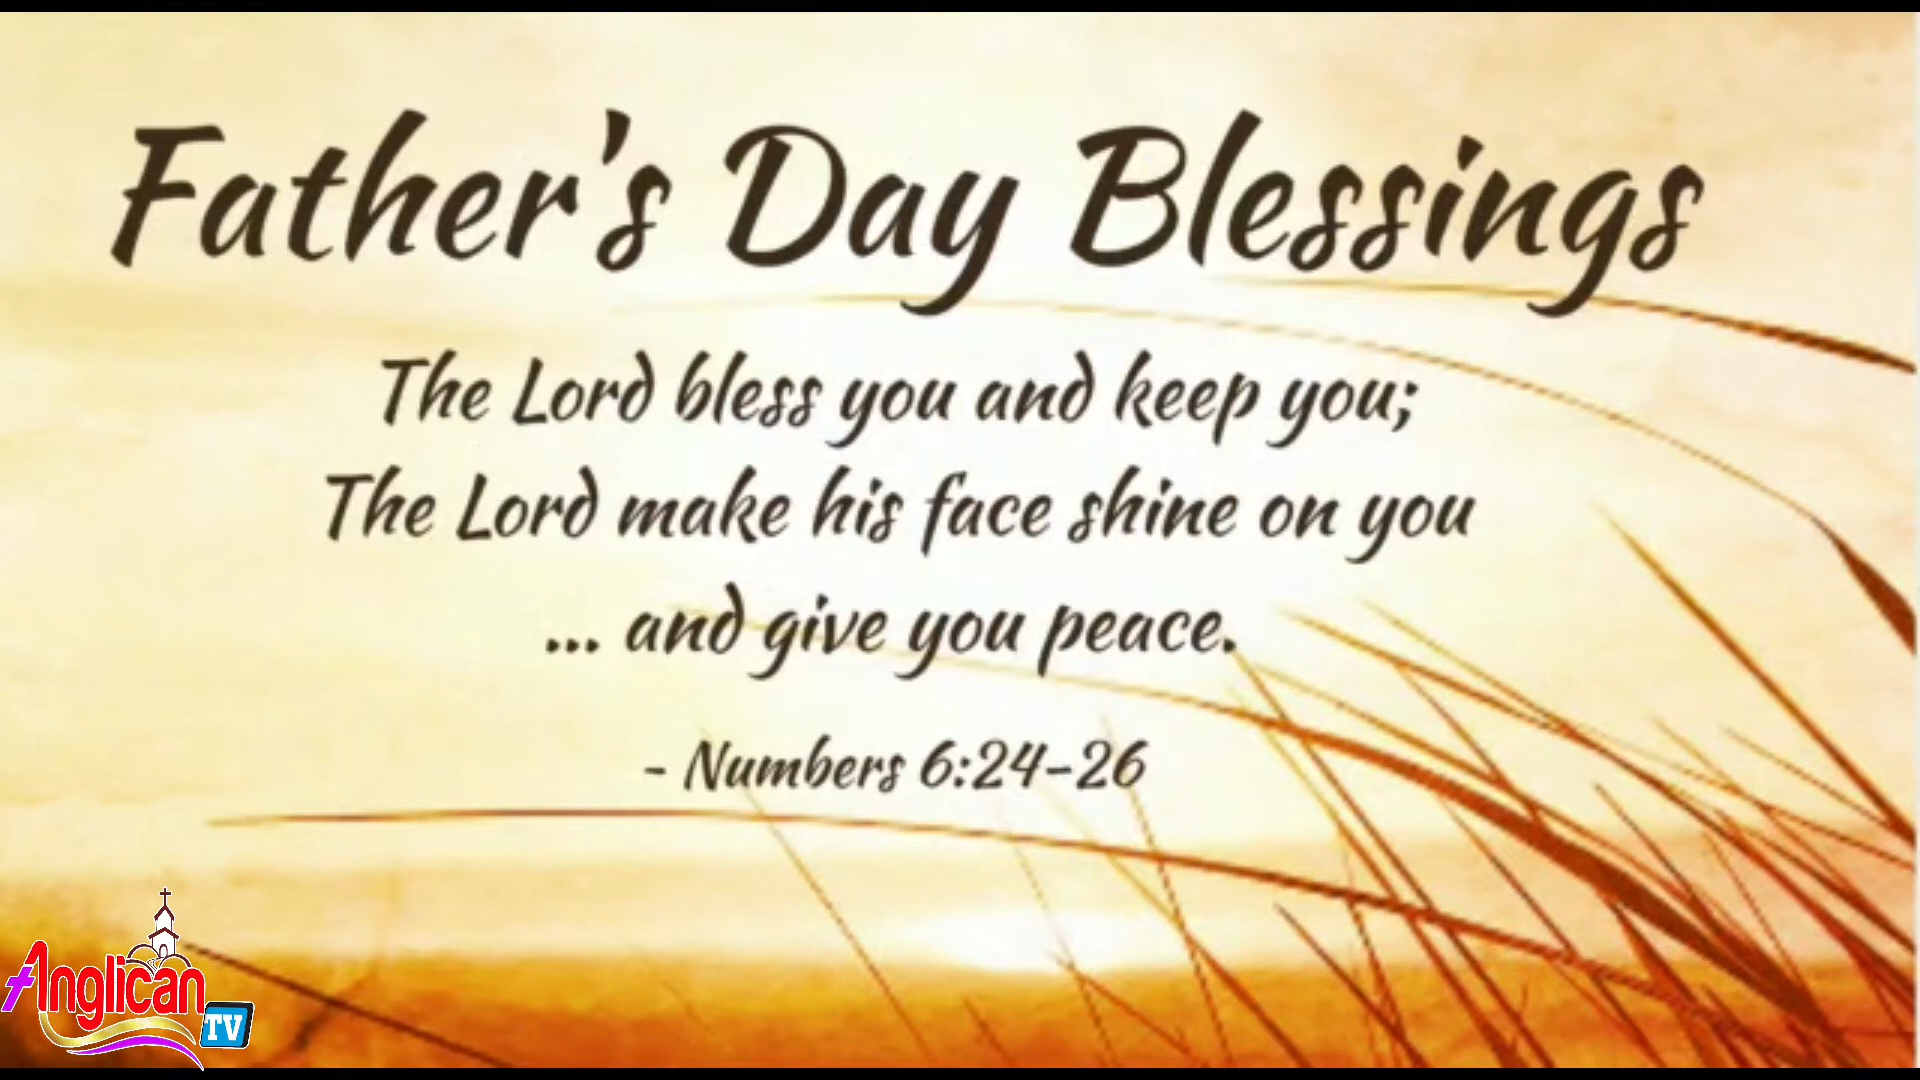 Father's Day Blessings
The Lord bless you and keep you;
The Lord make his face shine on you
... and give you peace.
- Numbers 6:24-26
Anglican
TV